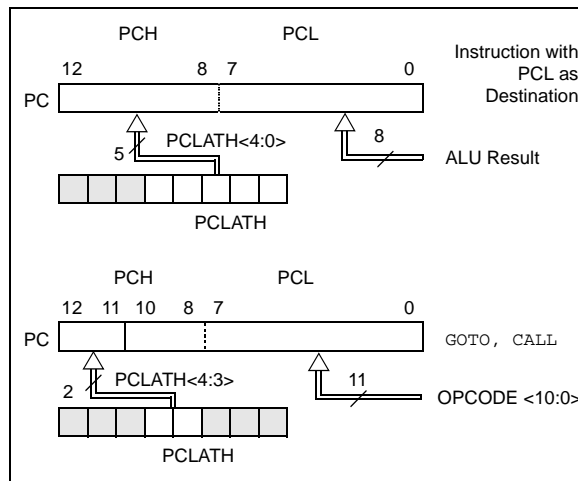 PCH PCL
12 8 7 0
Instruction with
PCL as
Destination
PC
5 PCLATH<4:0> 8
ALU Result
PCLATH
PCH PCL
12 11 10 8 7 0
PC
GOTO, CALL
2 PCLATH<4:3> 11
OPCODE <10:0>
PCLATH